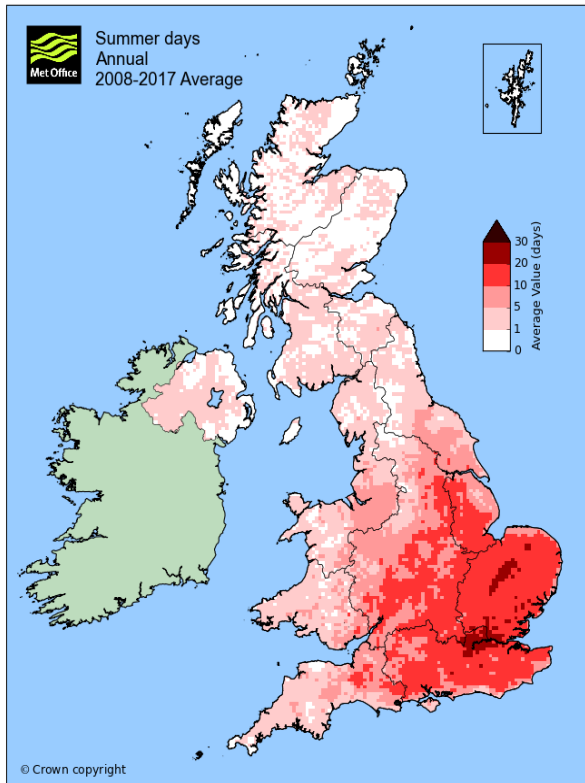 Summer days
Annual
2008-2017 Average
Met Office
30
20
10
5
1
0
Average Value (days)
© Crown copyright